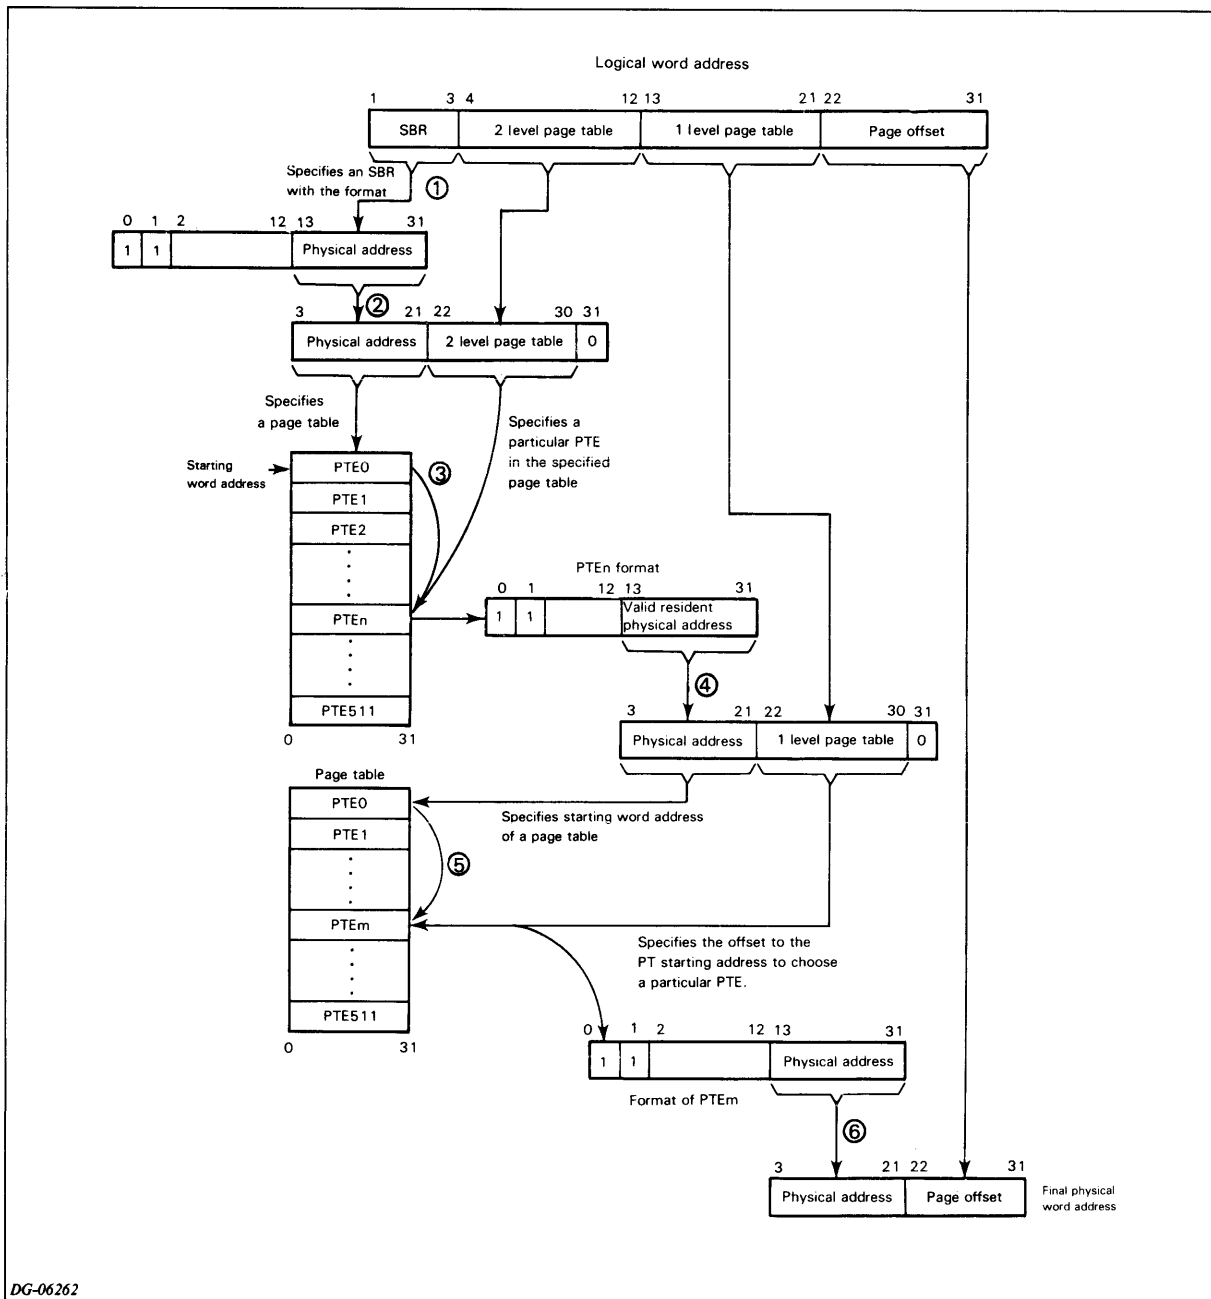 Logical word address
1 3 4 12 13 21 22 31
SBR 2 level page table 1 level page table Page offset
Specifies an SBR
with the format
①
0 1 2 12 13 31
1 1 Physical address
②
3 21 22 30 31
Physical address 2 level page table 0
Specifies
a page table
Specifies a
particular PTE
in the specified
page table
Starting
word address
PTE0
③
PTE1
PTE2
PTEn
PTE511
0 31
PTEn format
0 1 12 13 31
1 1 Valid resident
physical address
④
3 21 22 30 31
Physical address 1 level page table 0
Page table
PTE0
PTE1
⑤
PTEm
PTE511
0 31
Specifies starting word address
of a page table
Specifies the offset to the
PT starting address to choose
a particular PTE.
0 1 2 12 13 31
1 1 Physical address
Format of PTEm
⑥
3 21 22 31
Physical address Page offset
Final physical
word address
DG-06262